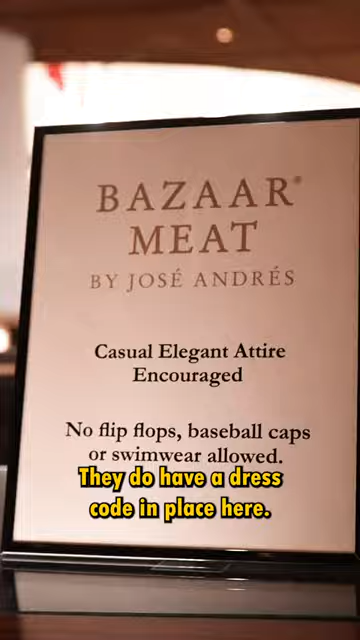 BAZAAR®
MEAT
BY JOSÉ ANDRÉS
Casual Elegant Attire
Encouraged
No flip flops, baseball caps
or swimwear allowed.
They do have a dress
code in place here.